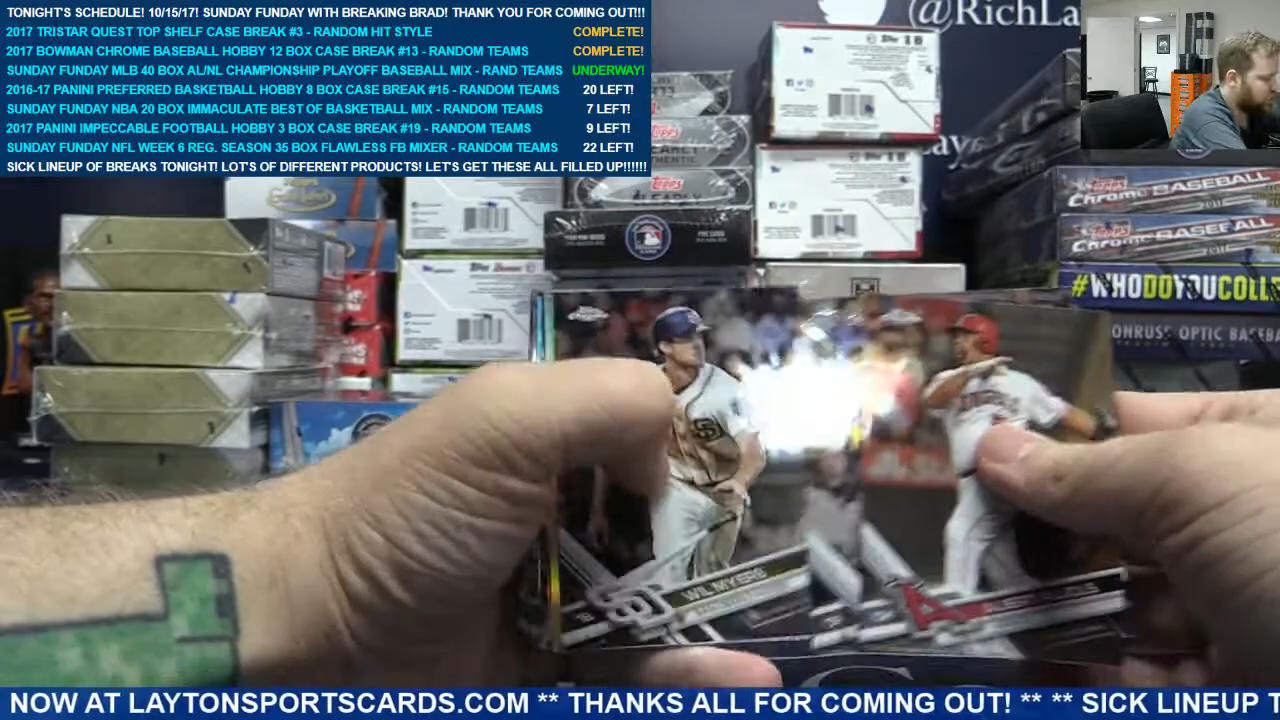 TONIGHT'S SCHEDULE! 10/15/17! SUNDAY FUNDAY WITH BREAKING BRAD! THANK YOU FOR COMING OUT!!!
2017 TRISTAR QUEST TOP SHELF CASE BREAK #3 - RANDOM HIT STYLE COMPLETE!
2017 BOWMAN CHROME BASEBALL HOBBY 12 BOX CASE BREAK #13 - RANDOM TEAMS COMPLETE!
SUNDAY FUNDAY MLB 40 BOX AL/NL CHAMPIONSHIP PLAYOFF BASEBALL MIX - RAND TEAMS UNDERWAY!
2016-17 PANINI PREFERRED BASKETBALL HOBBY 8 BOX CASE BREAK #15 - RANDOM TEAMS 20 LEFT!
SUNDAY FUNDAY NBA 20 BOX IMMACULATE BEST OF BASKETBALL MIX - RANDOM TEAMS 7 LEFT!
2017 PANINI IMPECCABLE FOOTBALL HOBBY 3 BOX CASE BREAK #19 - RANDOM TEAMS 9 LEFT!
SUNDAY FUNDAY NFL WEEK 6 REG. SEASON 35 BOX FLAWLESS FB MIXER - RANDOM TEAMS 22 LEFT!
SICK LINEUP OF BREAKS TONIGHT! LOT'S OF DIFFERENT PRODUCTS! LET'S GET THESE ALL FILLED UP!!!!!!
@RichLa
Topps
Topps
Topps
Chrome BASEBALL
Topps
Chrome BASEBALL
#WHODOYOUCOLL
DONRUSS OPTIC BASEBA
WIL MYERS
A
NOW AT LAYTONSPORTSCARDS.COM ** THANKS ALL FOR COMING OUT! ** ** SICK LINEUP T